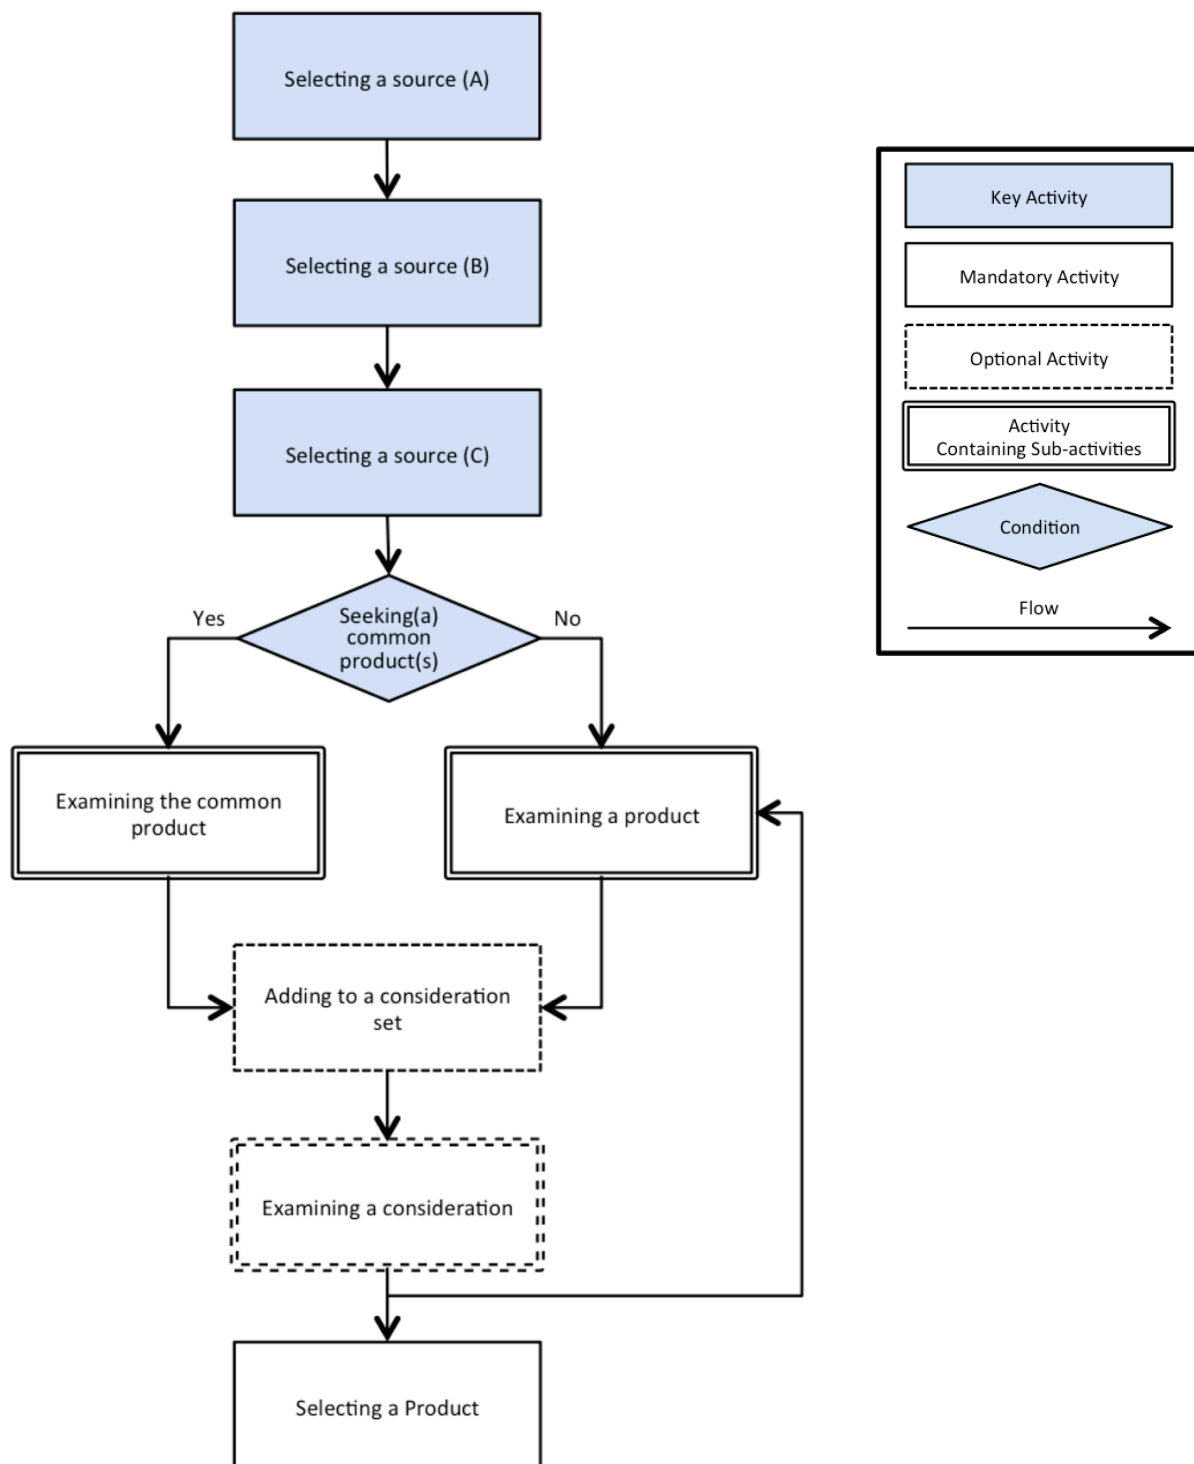 Selecting a source (A)
Selecting a source (B)
Selecting a source (C)
Seeking(a)
common
product(s)
Yes
No
Examining the common
product
Examining a product
Adding to a consideration
set
Examining a consideration
Selecting a Product
Key Activity
Mandatory Activity
Optional Activity
Activity
Containing Sub-activities
Condition
Flow